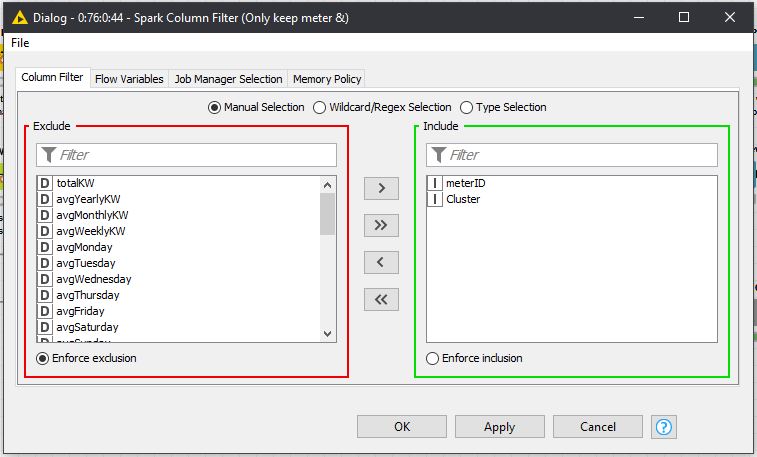 Dialog - 0:76:0:44 - Spark Column Filter (Only keep meter &)
File
Column Filter Flow Variables Job Manager Selection Memory Policy
Manual Selection Wildcard/Regex Selection Type Selection
Exclude
Include
Filter
Filter
D totalKW
D avgYearlyKW
D avgMonthlyKW
D avgWeeklyKW
D avgMonday
D avgTuesday
D avgWednesday
D avgThursday
D avgFriday
D avgSaturday
D avgSunday
> 
>>
<
<<
I meterID
I Cluster
Enforce exclusion
Enforce inclusion
OK Apply Cancel ?